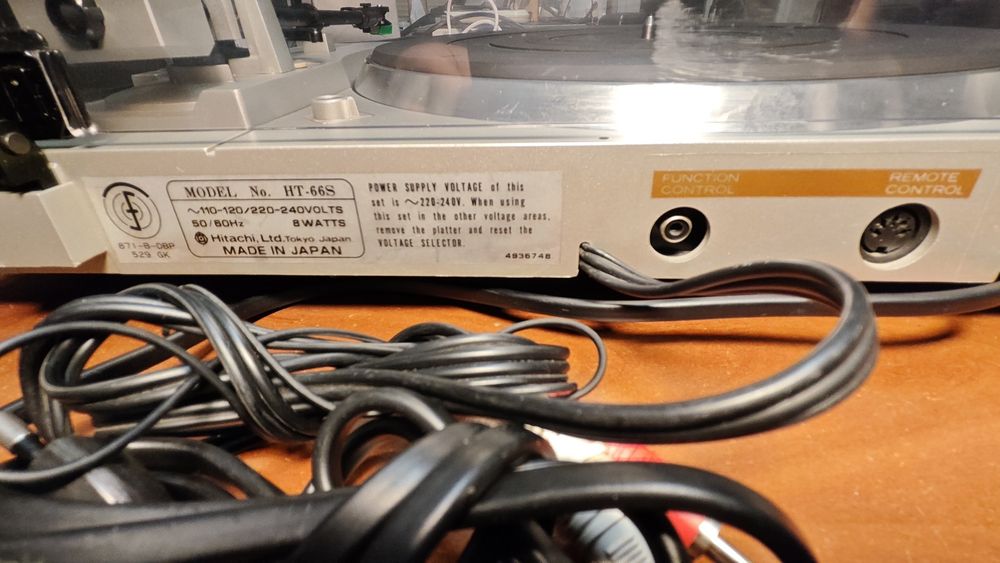 MODEL No. HT-66S
~110-120/220-240VOLTS
50/60Hz 8WATTS
Hitachi, Ltd. Tokyo Japan
MADE IN JAPAN
871-B-DBP
529 GK
POWER SUPPLY VOLTAGE of this
set is ~220-240V. When using
this set in the other voltage areas,
remove the platter and reset the
VOLTAGE SELECTOR.
4936748
FUNCTION
CONTROL
REMOTE
CONTROL